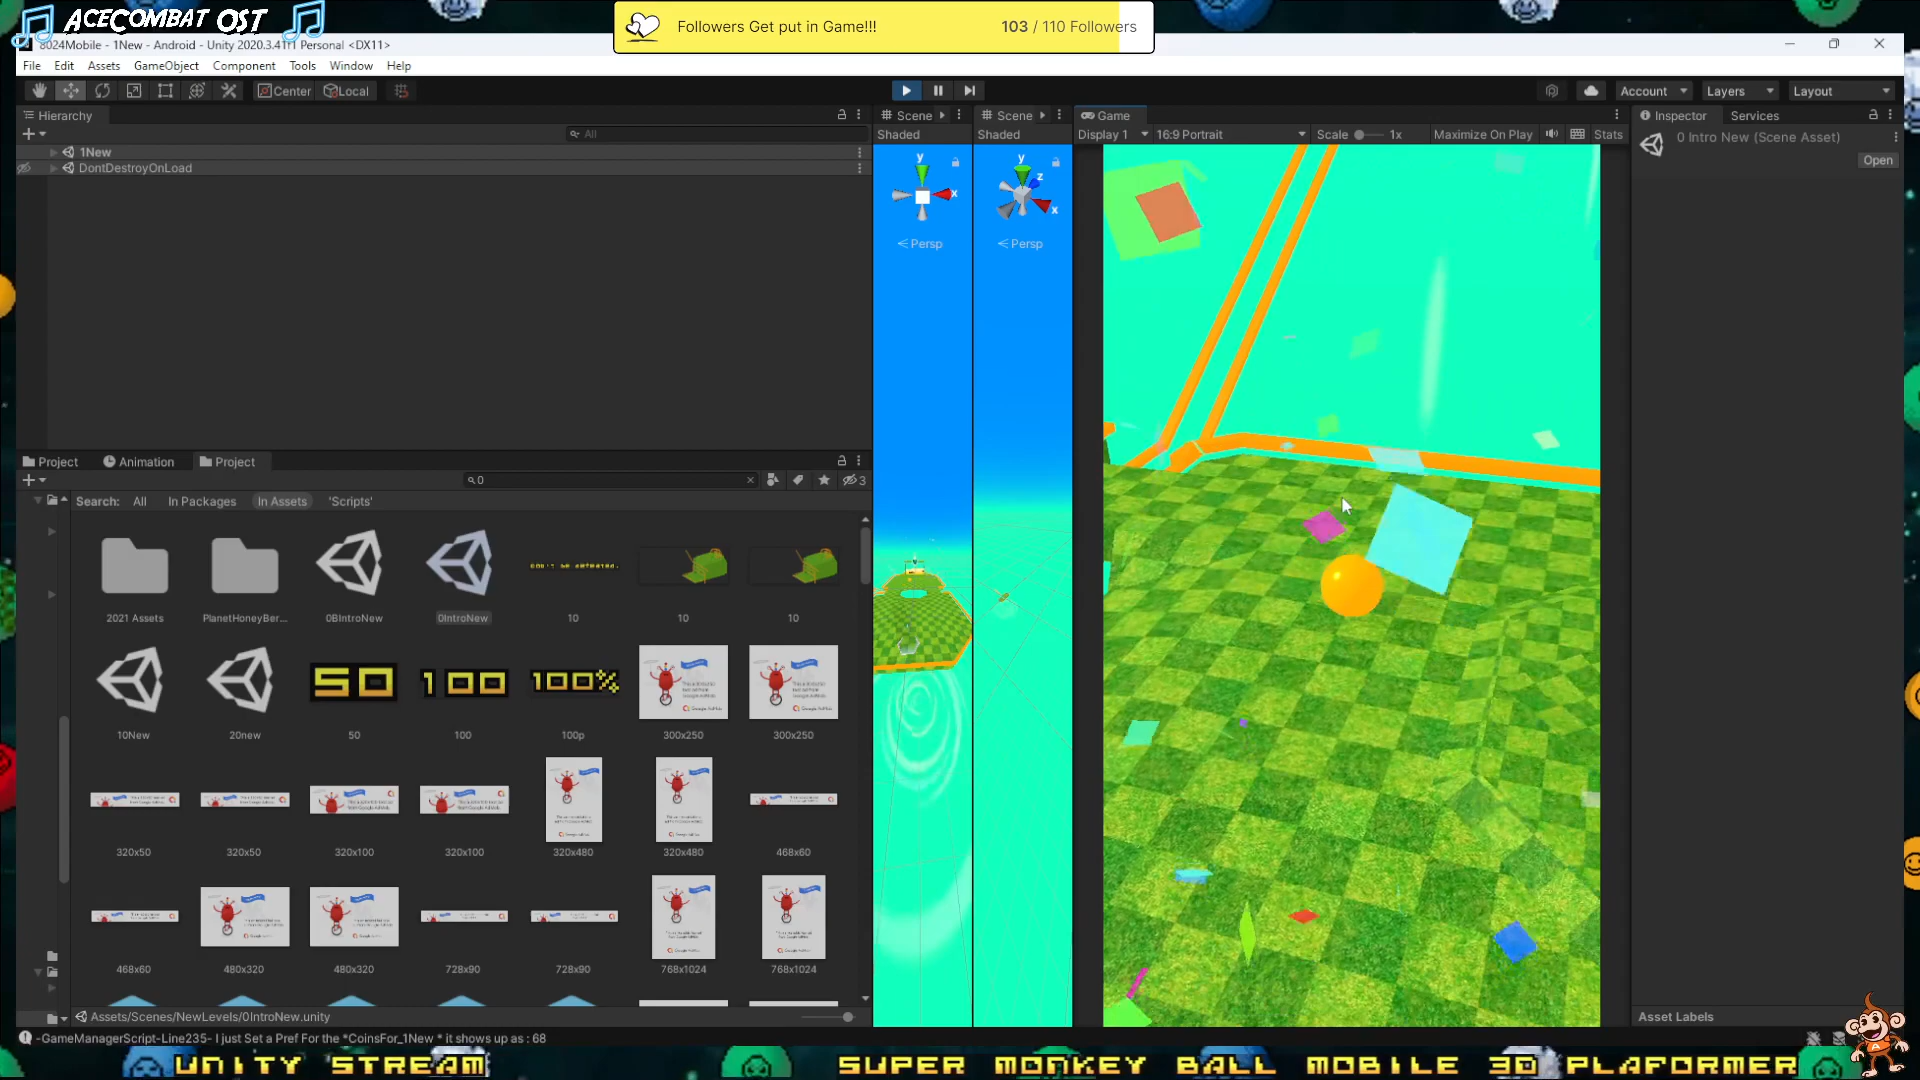 ACECOMBAT OST
Followers Get put in Game!!! 103 / 110 Followers
8024Mobile - 1New - Android - Unity 2020.3.41f1 Personal <DX11>
File Edit Assets GameObject Component Tools Window Help
Center Local Account Layers Layout
Hierarchy Scene Scene Game Inspector Services
All Shaded Shaded Display 1 16:9 Portrait Scale 1x Maximize On Play Stats 0 Intro New (Scene Asset)
Open
1New
DontDestroyOnLoad
y y
x z
x
Persp Persp
Project Animation Project
0 3
Search: All In Packages In Assets 'Scripts'
2021 Assets PlanetHoneyBer... 0BIntroNew 0IntroNew 10 10 10
50 100 100%
10New 20new 50 100 100p 300x250 300x250
320x50 320x50 320x100 320x100 320x480 320x480 468x60
468x60 480x320 480x320 728x90 728x90 768x1024 768x1024
Assets/Scenes/NewLevels/0IntroNew.unity
Asset Labels
-GameManagerScript-Line235- I just Set a Pref For the *CoinsFor_1New * it shows up as : 68
UNITY STREAM SUPER MONKEY BALL MOBILE 3D PLAFORMER